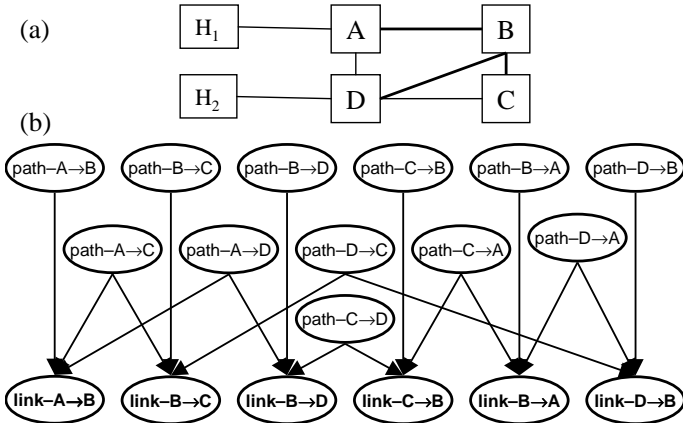 (a)
H1 A B
H2 D C
(b)
path–A→B path–B→C path–B→D path–C→B path–B→A path–D→B
path–A→C path–A→D path–D→C path–C→A path–D→A
path–C→D
link–A→B link–B→C link–B→D link–C→B link–B→A link–D→B